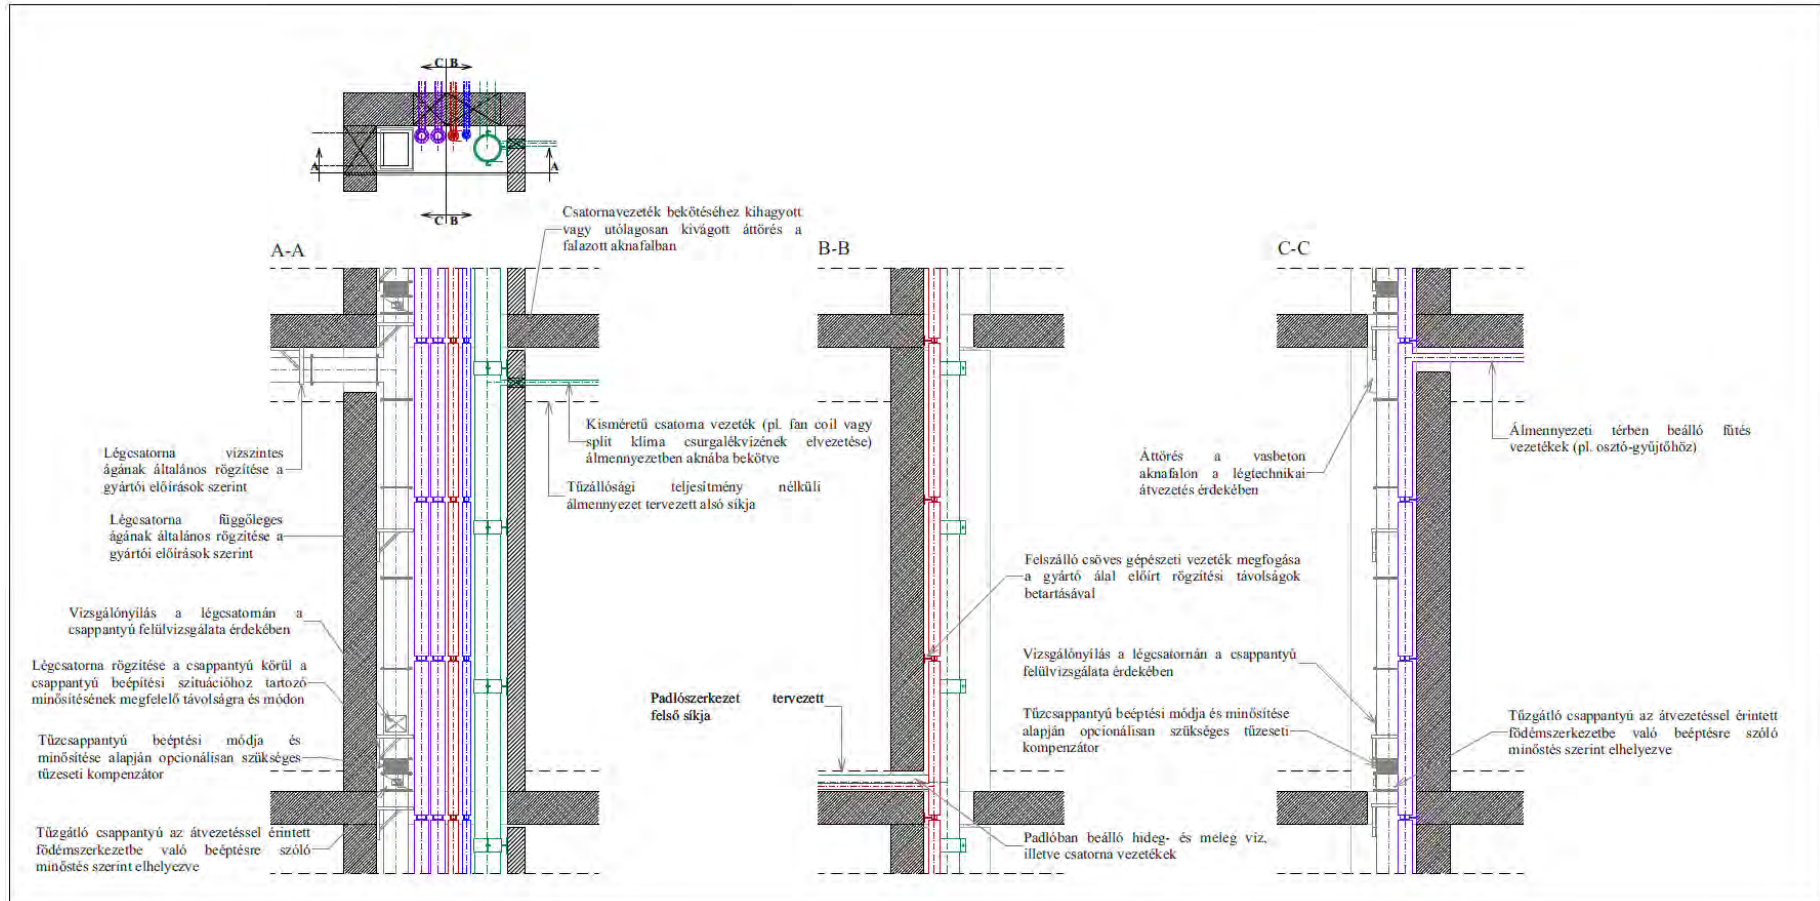 C B
A
A
C B
A-A
Csatornavezeték bekötéséhez kihagyott
vagy utólagosan kivágott áttörés a
falazott aknafalban
Kisméretű csatorna vezeték (pl. fan coil vagy
split klíma csurgalékvizének elvezetése)
álmennyezetben aknába bekötve
Tűzállósági teljesítmény nélküli
álmennyezet tervezett alsó síkja
Légcsatorna vízszintes
ágának általános rögzítése a
gyártói előírások szerint
Légcsatorna függőleges
ágának általános rögzítése a
gyártói előírások szerint
Vizsgálónyílás a légcsatornán a
csappantyú felülvizsgálata érdekében
Légcsatorna rögzítése a csappantyú körül a
csappantyú beépítési szituációhoz tartozó
minősítésének megfelelő távolságra és módon
Tűzcsappantyú beéptési módja és
minősítése alapján opcionálisan szükséges
tűzeseti kompenzátor
Tűzgátló csappantyú az átvezetéssel érintett
födémszerkezetbe való beéptésre szóló
minőstés szerint elhelyezve
B-B
Felszálló csöves gépészeti vezeték megfogása
a gyártó álal előírt rögzítési távolságok
betartásával
Padlószerkezet tervezett
felső síkja
Padlóban beálló hideg- és meleg víz,
illetve csatorna vezetékek
C-C
Álmennyezeti térben beálló fűtés
vezetékek (pl. osztó-gyűjtőhöz)
Áttörés a vasbeton
aknafalon a légtechnikai
átvezetés érdekében
Vizsgálónyílás a légcsatornán a csappantyú
felülvizsgálata érdekében
Tűzcsappantyú beéptési módja és minősítése
alapján opcionálisan szükséges tűzeseti
kompenzátor
Tűzgátló csappantyú az átvezetéssel érintett
födémszerkezetbe való beéptésre szóló
minőstés szerint elhelyezve